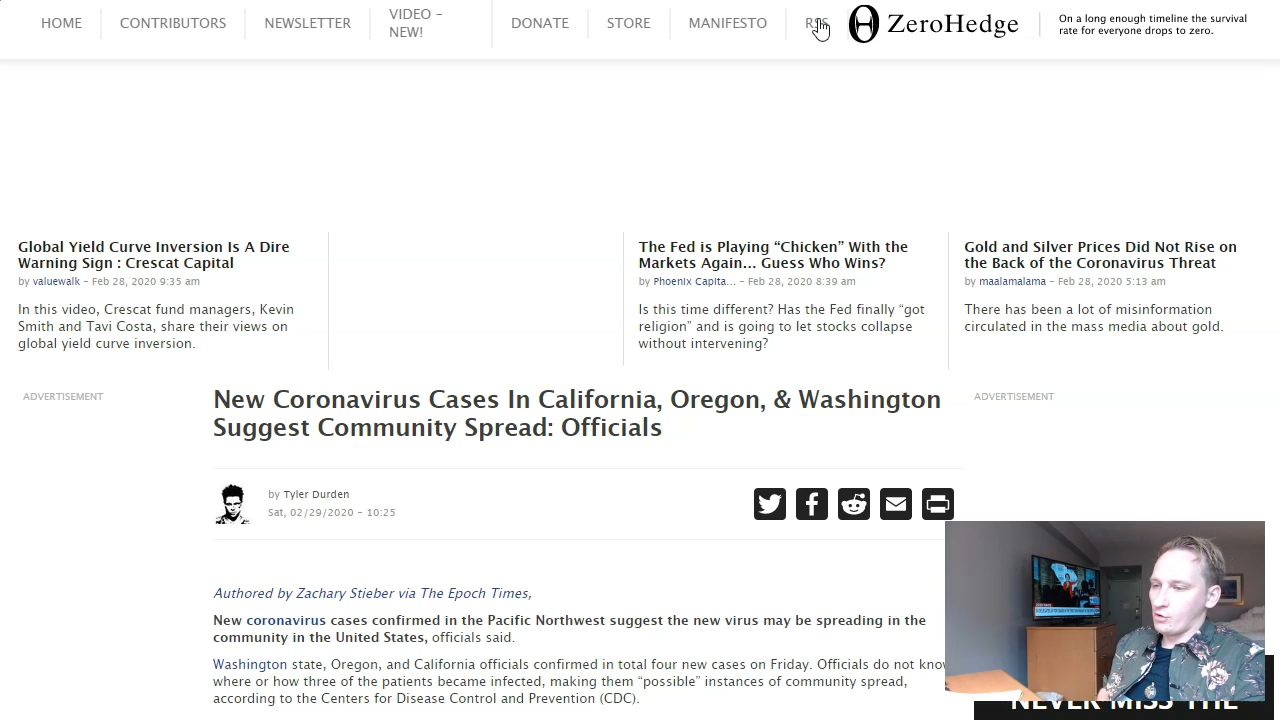 HOME
CONTRIBUTORS
NEWSLETTER
VIDEO -
NEW!
DONATE
STORE
MANIFESTO
ZeroHedge
On a long enough timeline the survival
rate for everyone drops to zero.
Global Yield Curve Inversion Is A Dire
Warning Sign : Crescat Capital
by valuewalk - Feb 28, 2020 9:35 am
In this video, Crescat fund managers, Kevin
Smith and Tavi Costa, share their views on
global yield curve inversion.
The Fed is Playing “Chicken” With the
Markets Again... Guess Who Wins?
by Phoenix Capita... - Feb 28, 2020 8:39 am
Is this time different? Has the Fed finally “got
religion” and is going to let stocks collapse
without intervening?
Gold and Silver Prices Did Not Rise on
the Back of the Coronavirus Threat
by maalamalama - Feb 28, 2020 5:13 am
There has been a lot of misinformation
circulated in the mass media about gold.
ADVERTISEMENT
New Coronavirus Cases In California, Oregon, & Washington
Suggest Community Spread: Officials
ADVERTISEMENT
by Tyler Durden
Sat, 02/29/2020 - 10:25
Authored by Zachary Stieber via The Epoch Times,
New coronavirus cases confirmed in the Pacific Northwest suggest the new virus may be spreading in the
community in the United States, officials said.
Washington state, Oregon, and California officials confirmed in total four new cases on Friday. Officials do not
where or how three of the patients became infected, making them “possible” instances of community spread,
according to the Centers for Disease Control and Prevention (CDC).
NEVER MISS THE